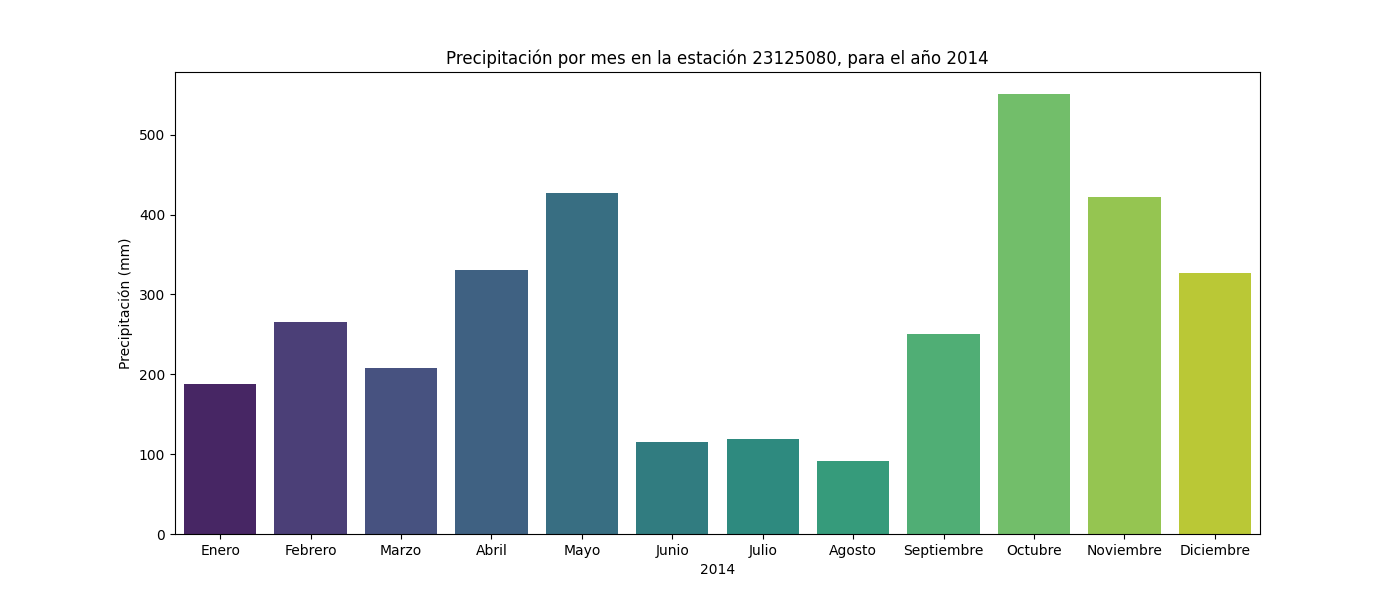 Precipitación por mes en la estación 23125080, para el año 2014
Precipitación (mm)
500
400
300
200
100
0
Enero Febrero Marzo Abril Mayo Junio Julio Agosto Septiembre Octubre Noviembre Diciembre
2014